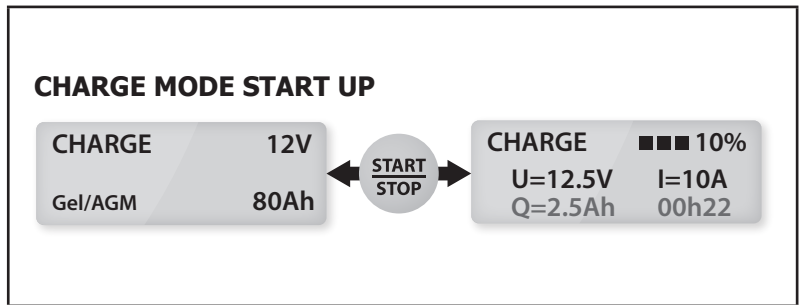 CHARGE MODE START UP
CHARGE 12V
Gel/AGM 80Ah
START
STOP
CHARGE 10%
U=12.5V I=10A
Q=2.5Ah 00h22